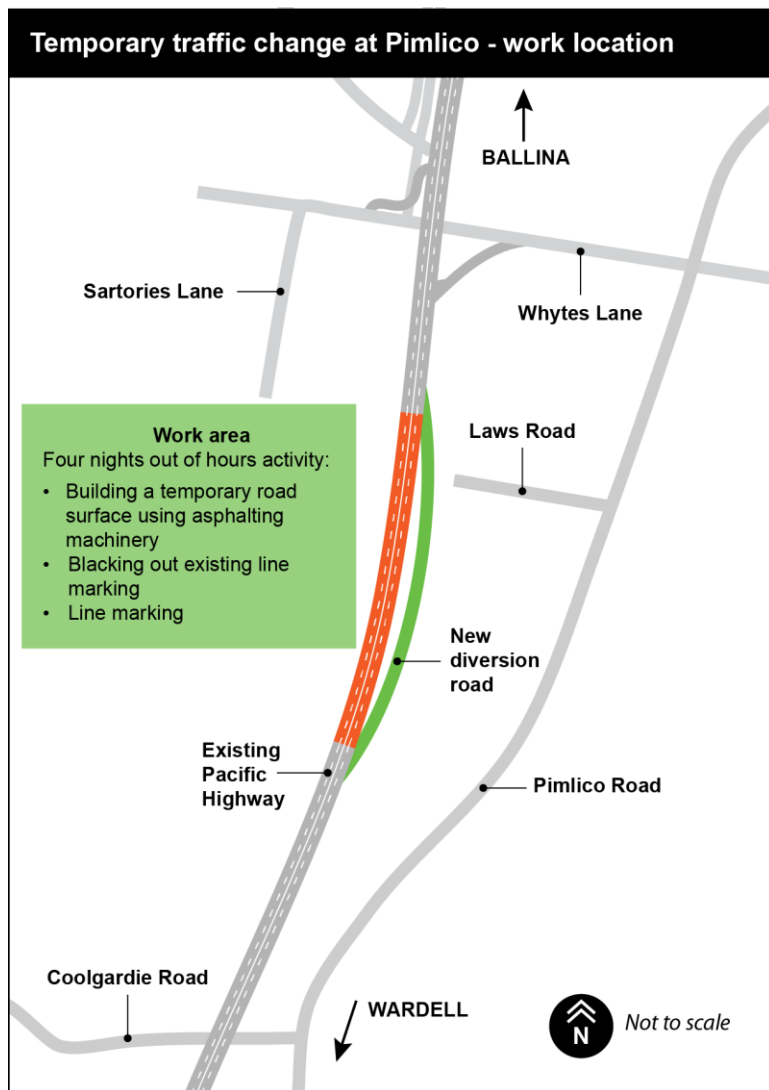 Temporary traffic change at Pimlico - work location
BALLINA
Sartories Lane
Whytes Lane
Work area
Four nights out of hours activity:
• Building a temporary road
surface using asphalting
machinery
• Blacking out existing line
marking
• Line marking
Laws Road
New
diversion
road
Existing
Pacific
Highway
Pimlico Road
Coolgardie Road
WARDELL
N
Not to scale